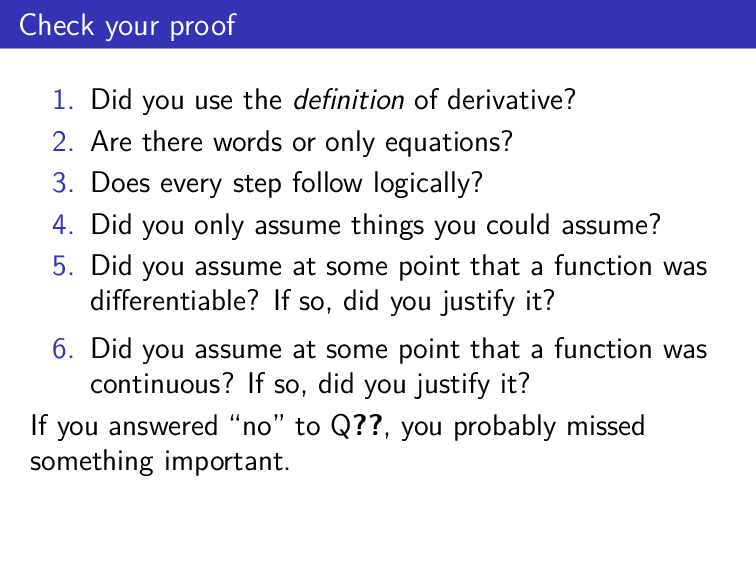 Check your proof
1. Did you use the definition of derivative?
2. Are there words or only equations?
3. Does every step follow logically?
4. Did you only assume things you could assume?
5. Did you assume at some point that a function was
differentiable? If so, did you justify it?
6. Did you assume at some point that a function was
continuous? If so, did you justify it?
If you answered “no” to Q??, you probably missed
something important.